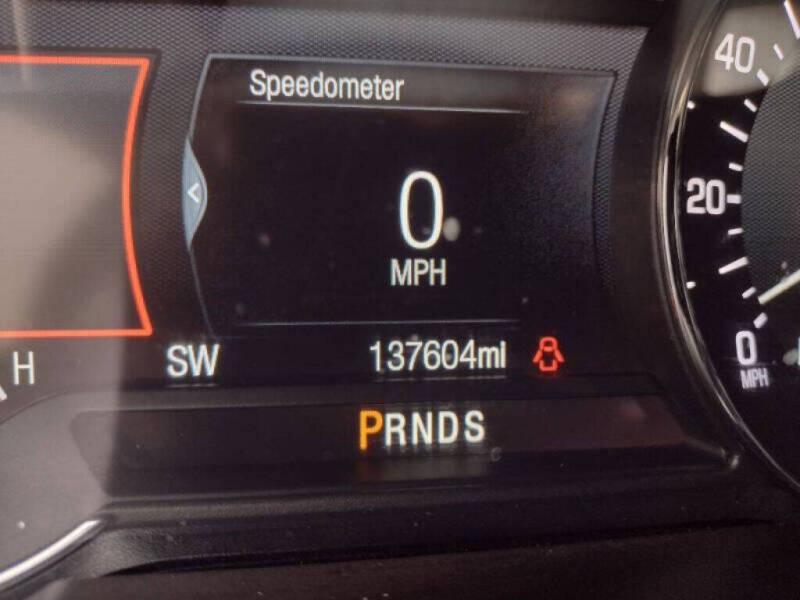 Speedometer
0
MPH
40
20
0
MPH
H
SW
137604mi
PRNDS